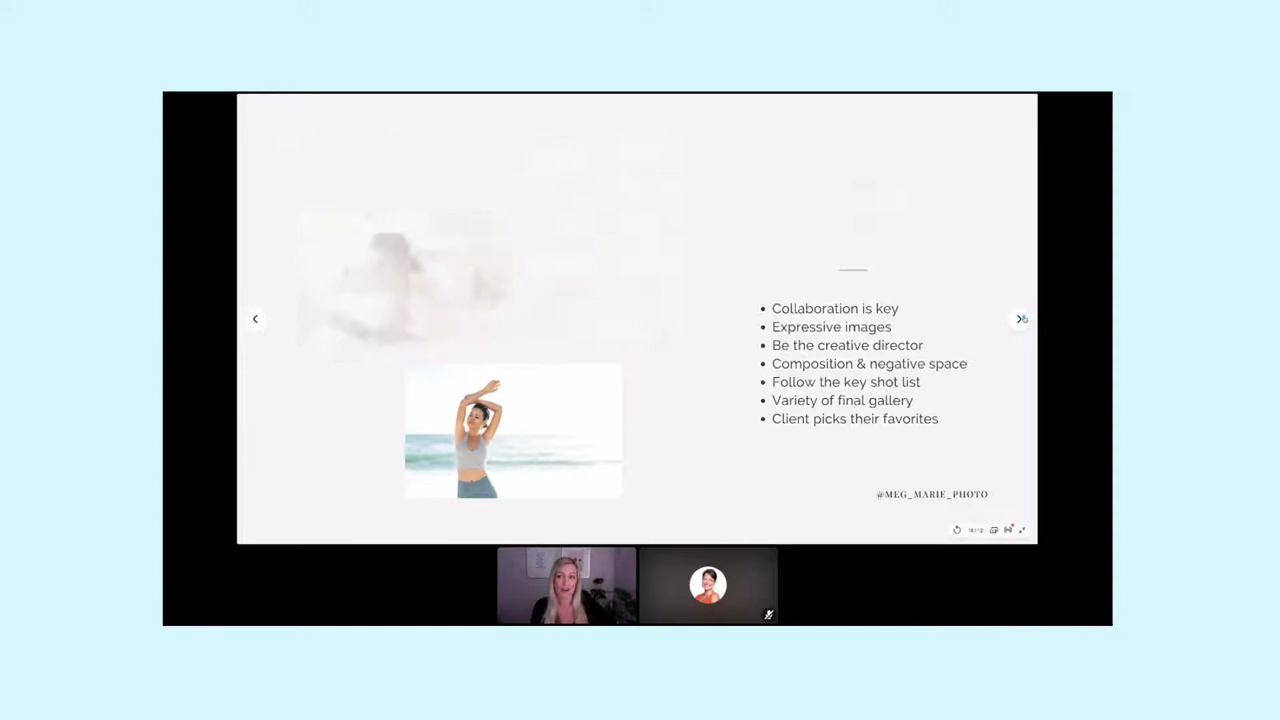 Collaboration is key
Expressive images
Be the creative director
Composition & negative space
Follow the key shot list
Variety of final gallery
Client picks their favorites
@MEG_MARIE_PHOTO